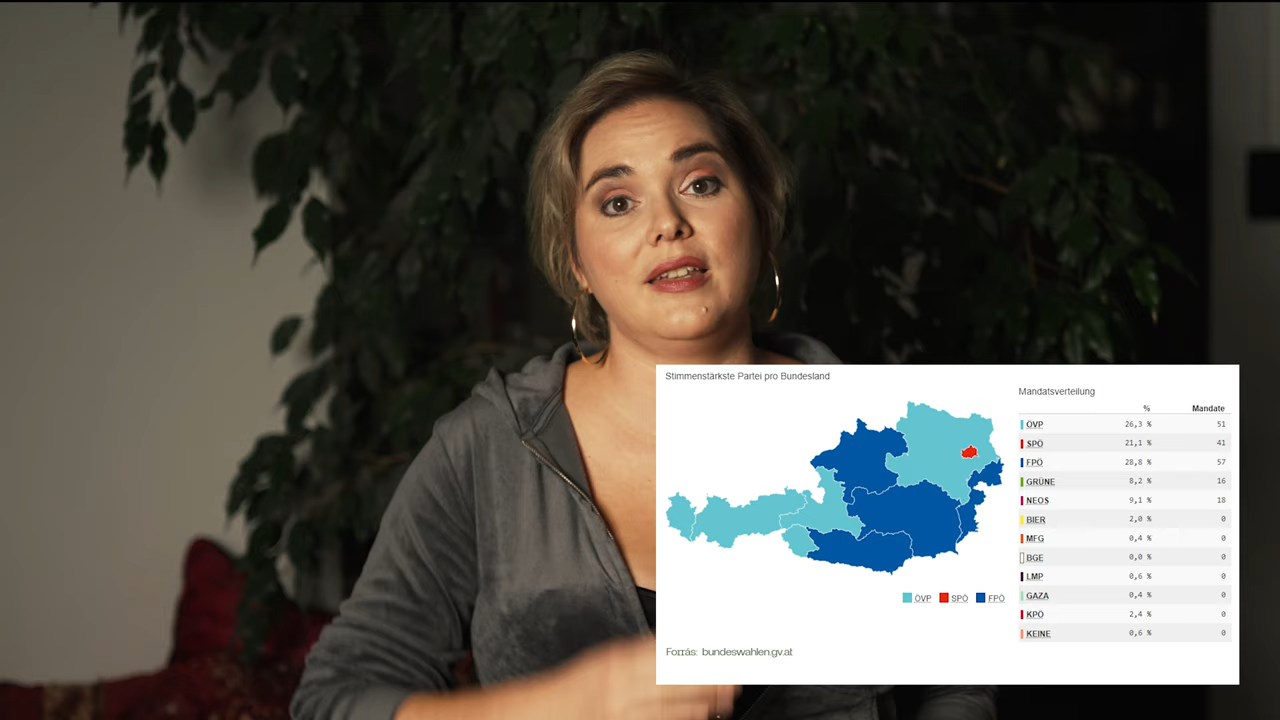 Stimmenstärkste Partei pro Bundesland
ÖVP SPÖ FPÖ
Forrás: bundeswahlen.gv.at
Mandatsverteilung
% Mandate
ÖVP 26,3 % 51
SPÖ 21,1 % 41
FPÖ 28,8 % 57
GRÜNE 8,2 % 16
NEOS 9,1 % 18
BIER 2,0 % 0
MFG 0,4 % 0
BGE 0,0 % 0
LMP 0,6 % 0
GAZA 0,4 % 0
KPÖ 2,4 % 0
KEINE 0,6 % 0